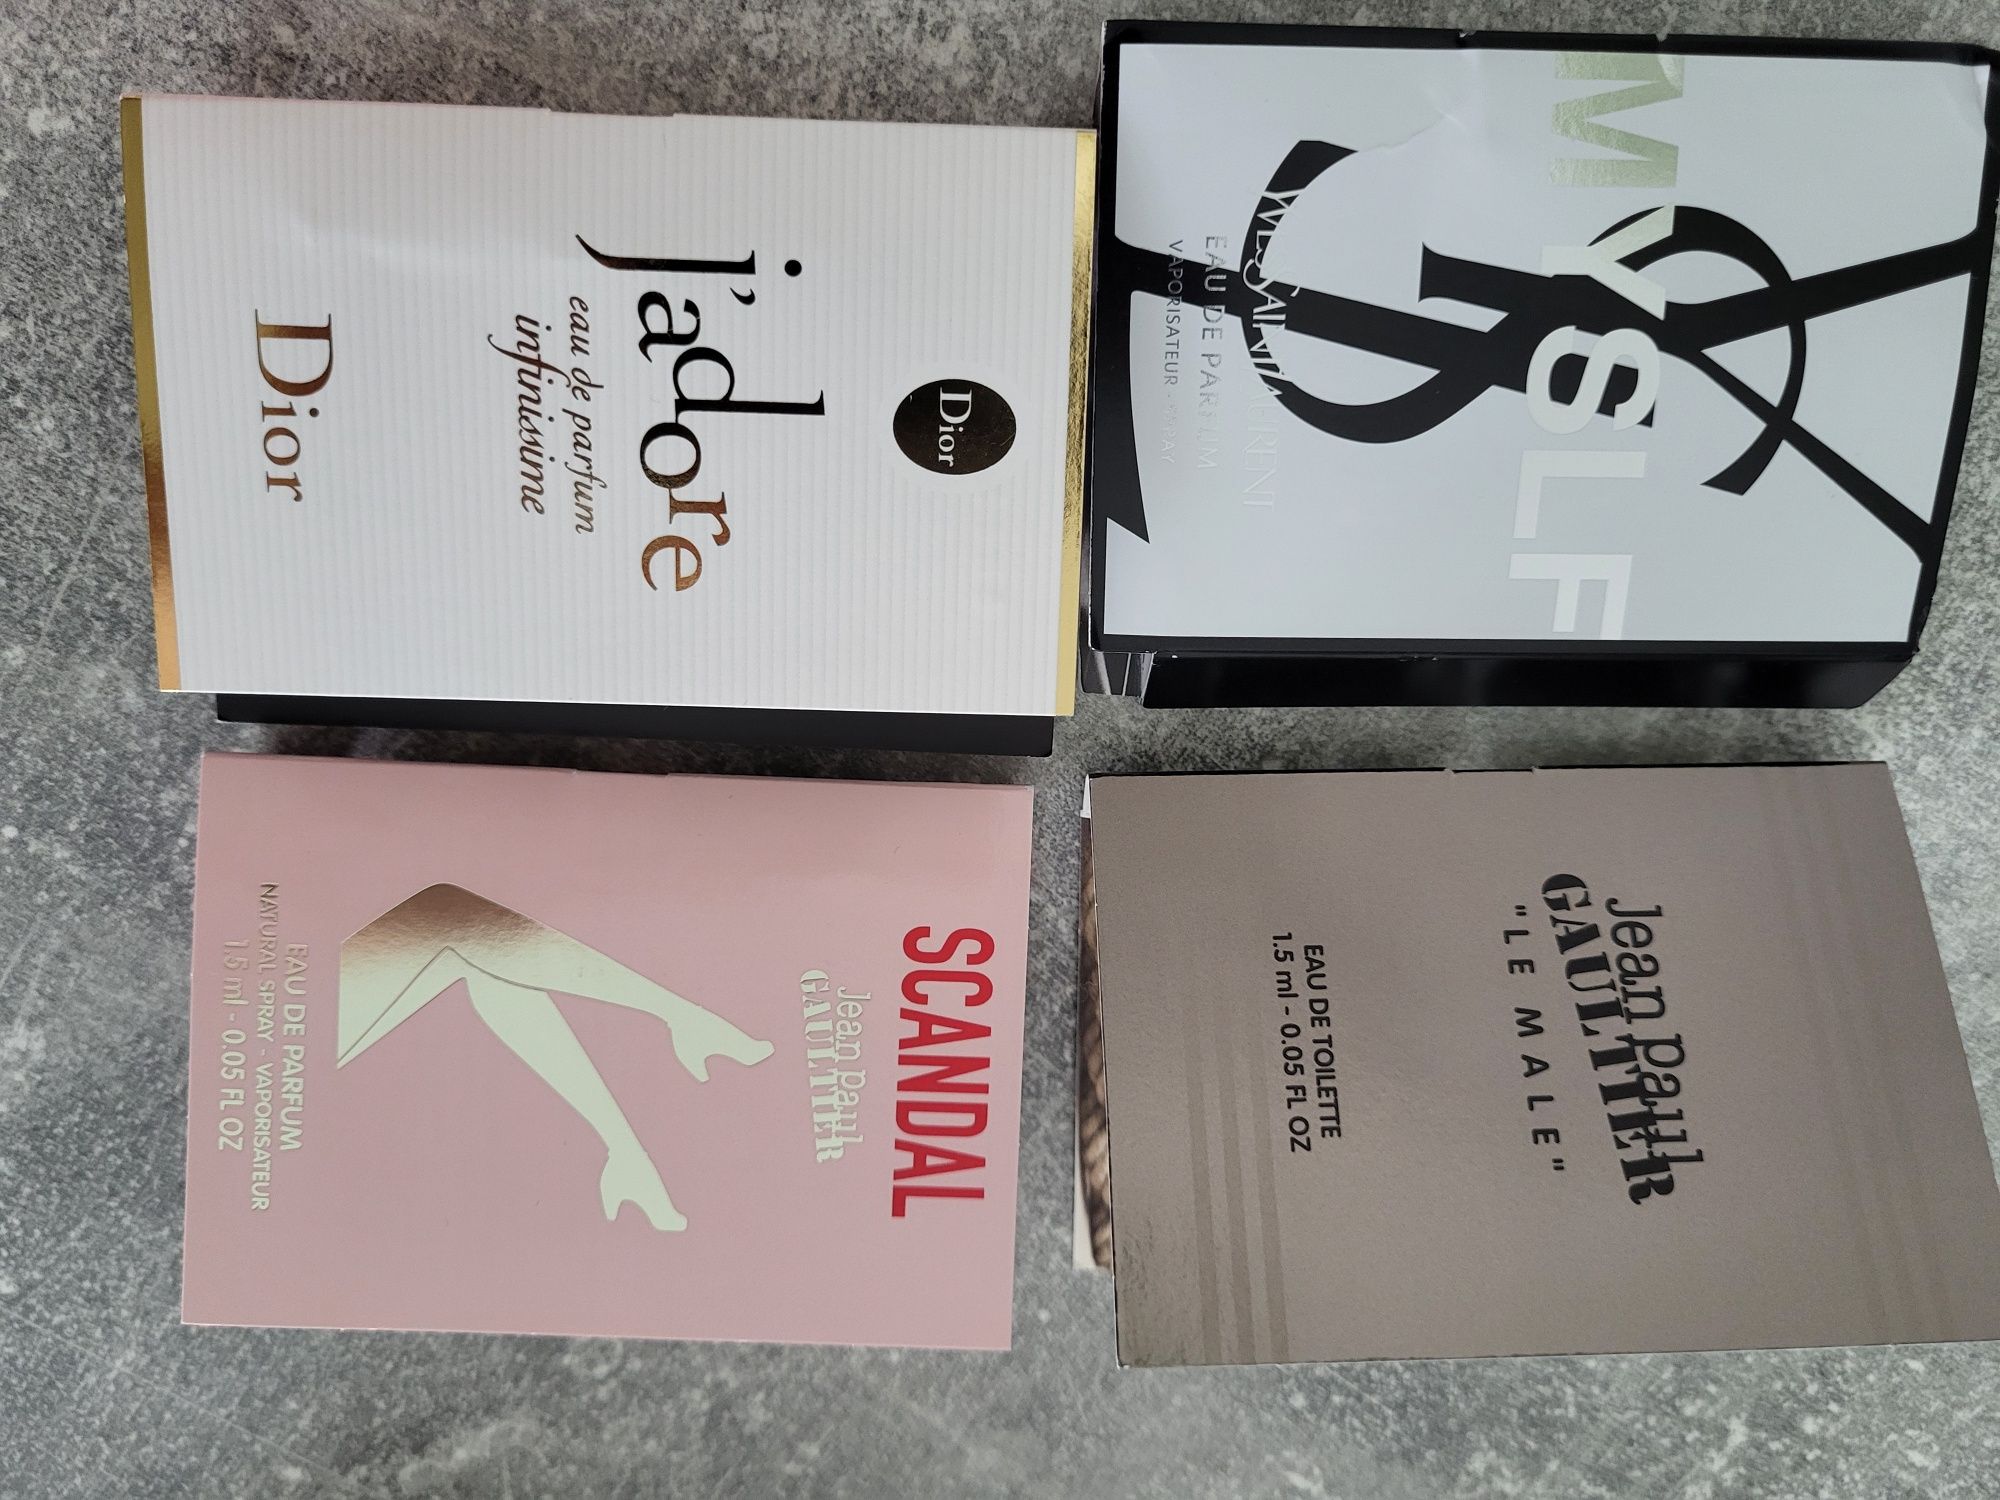 MYSLF
YVES SAINT LAURENT
EAU DE PARFUM
VAPORISATEUR . SPRAY
Jean Paul
GAULTIER
"LE MALE"
EAU DE TOILETTE
1.5 ml - 0.05 FL OZ
Dior
j'adore
eau de parfum
infinissime
Dior
SCANDAL
Jean Paul
GAULTIER
EAU DE PARFUM
NATURAL SPRAY - VAPORISATEUR
1.5 ml - 0.05 FL OZ